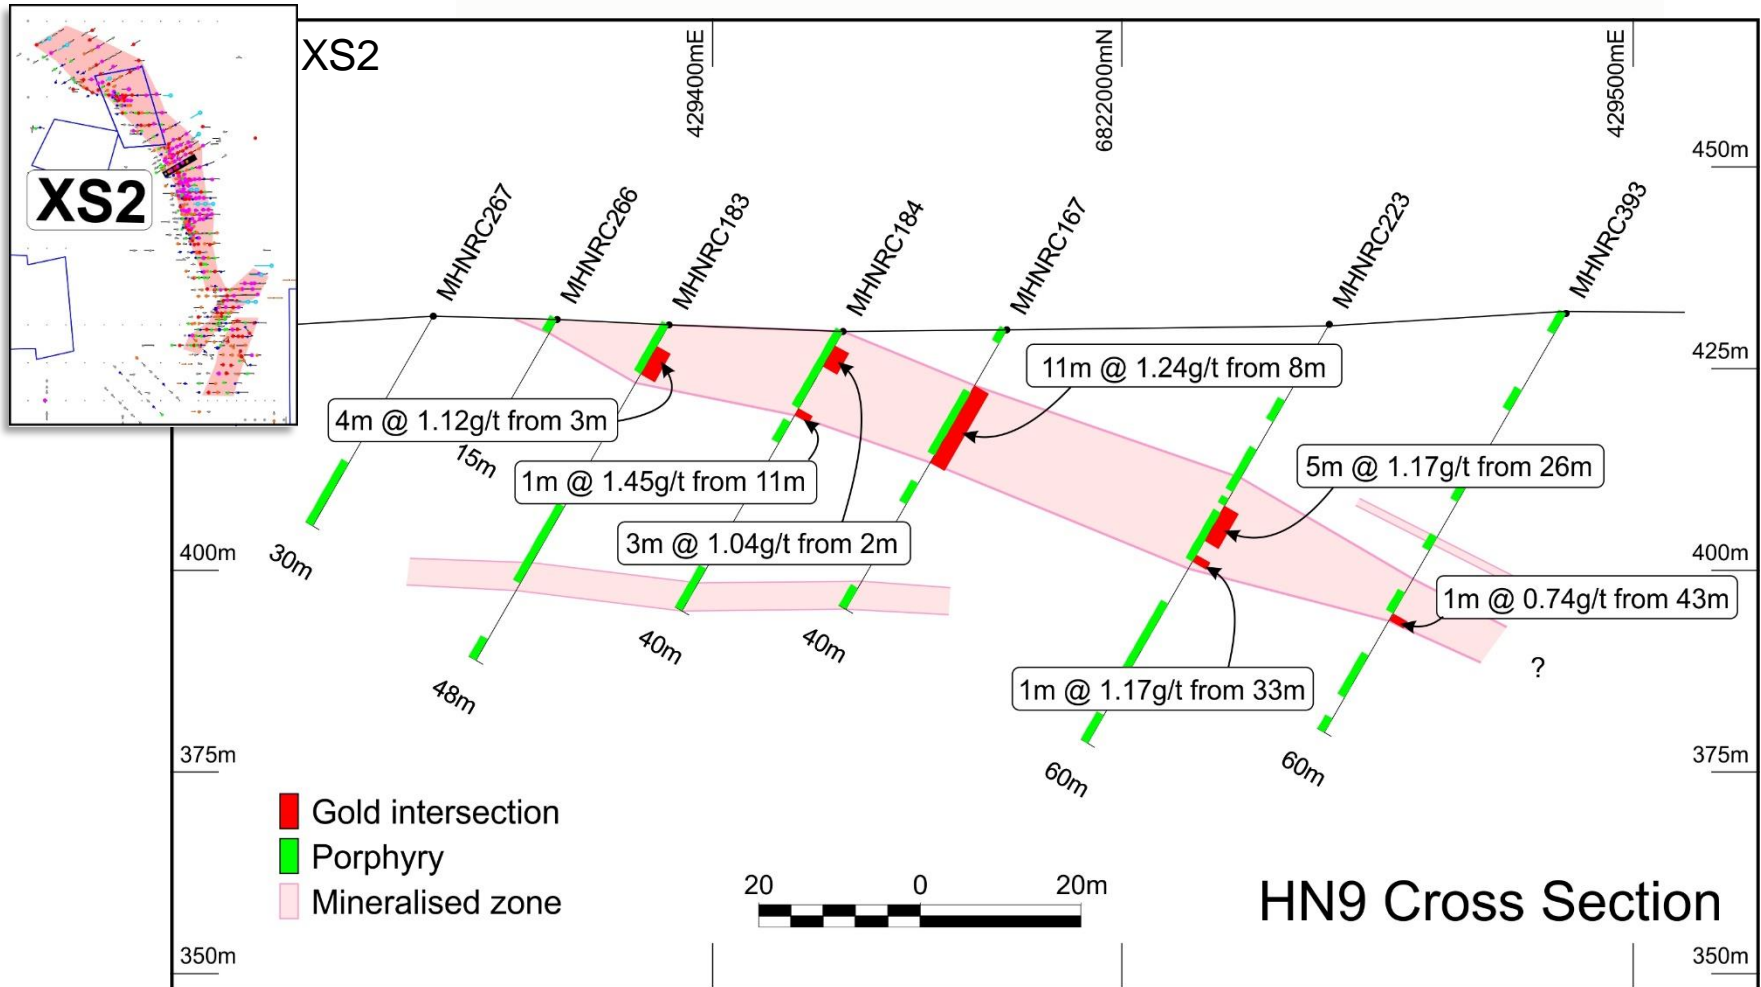 XS2
XS2
429400mE
6822000mN
429500mE
450m
MHNRC267
MHNRC266
MHNRC183
MHNRC184
MHNRC167
MHNRC223
MHNRC393
425m
11m @ 1.24g/t from 8m
4m @ 1.12g/t from 3m
15m
5m @ 1.17g/t from 26m
1m @ 1.45g/t from 11m
3m @ 1.04g/t from 2m
400m
30m
400m
1m @ 0.74g/t from 43m
40m
40m
?
48m
1m @ 1.17g/t from 33m
375m
60m
60m
375m
Gold intersection
Porphyry
Mineralised zone
20 0 20m
HN9 Cross Section
350m
350m